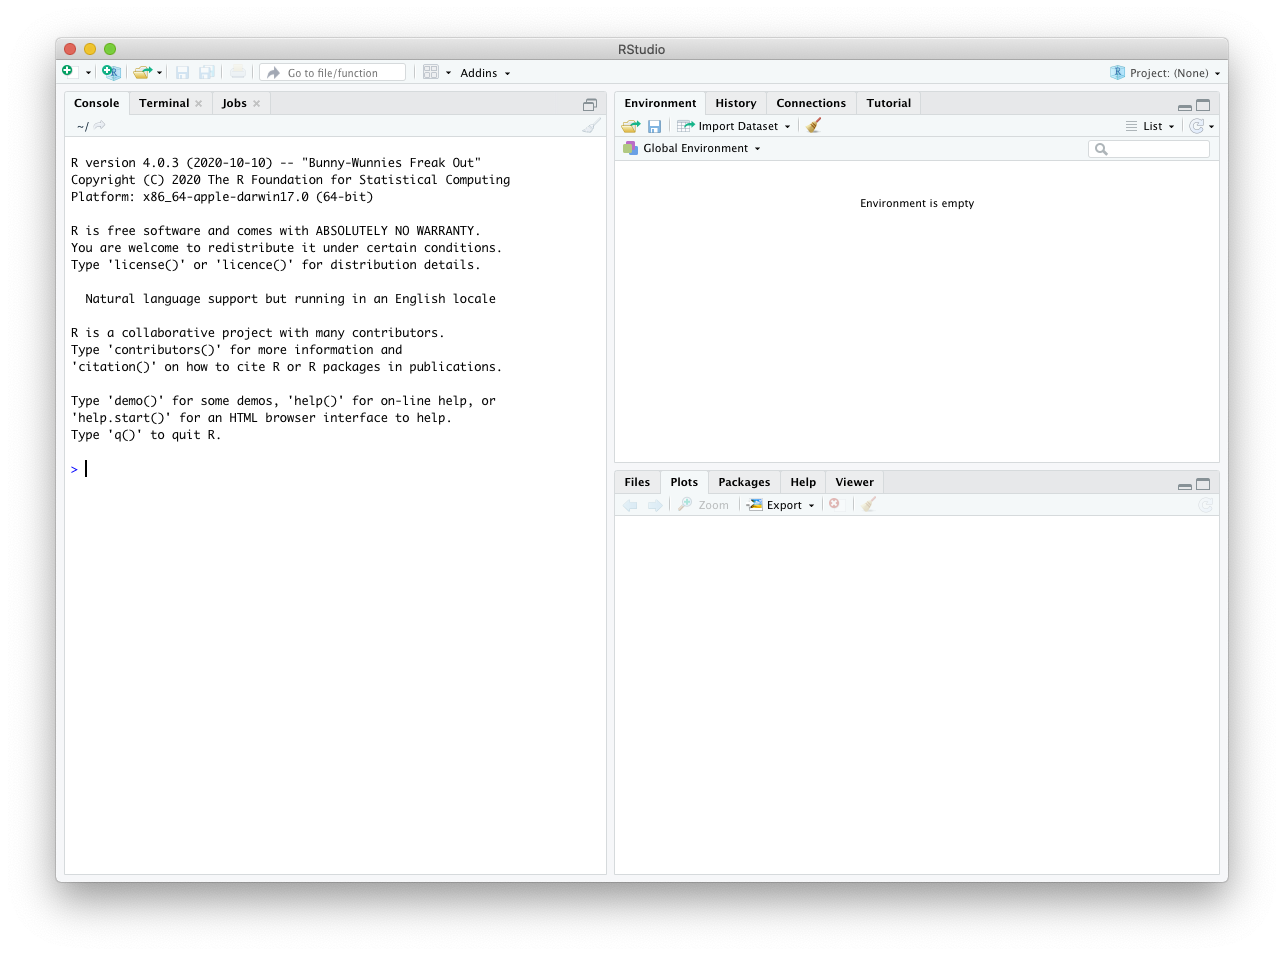 RStudio
Go to file/function
Addins
Project: (None)
Console Terminal Jobs
~/
R version 4.0.3 (2020-10-10) -- "Bunny-Wunnies Freak Out"
Copyright (C) 2020 The R Foundation for Statistical Computing
Platform: x86_64-apple-darwin17.0 (64-bit)
R is free software and comes with ABSOLUTELY NO WARRANTY.
You are welcome to redistribute it under certain conditions.
Type 'license()' or 'licence()' for distribution details.
Natural language support but running in an English locale
R is a collaborative project with many contributors.
Type 'contributors()' for more information and
'citation()' on how to cite R or R packages in publications.
Type 'demo()' for some demos, 'help()' for on-line help, or
'help.start()' for an HTML browser interface to help.
Type 'q()' to quit R.
>
Environment History Connections Tutorial
Import Dataset List
Global Environment
Environment is empty
Files Plots Packages Help Viewer
Zoom Export